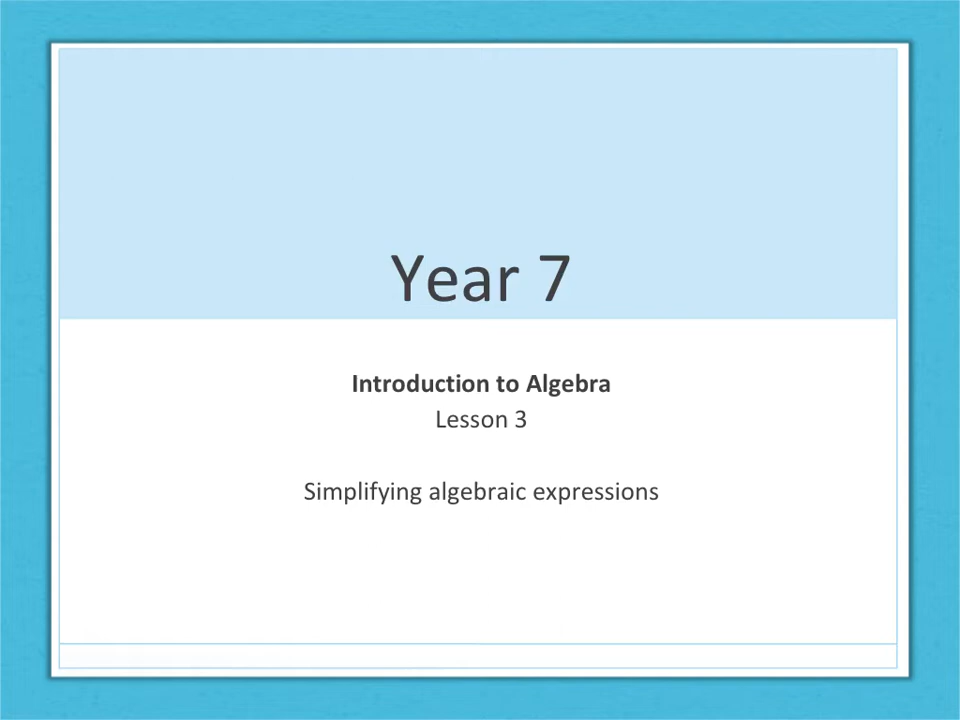 Year 7
Introduction to Algebra
Lesson 3
Simplifying algebraic expressions